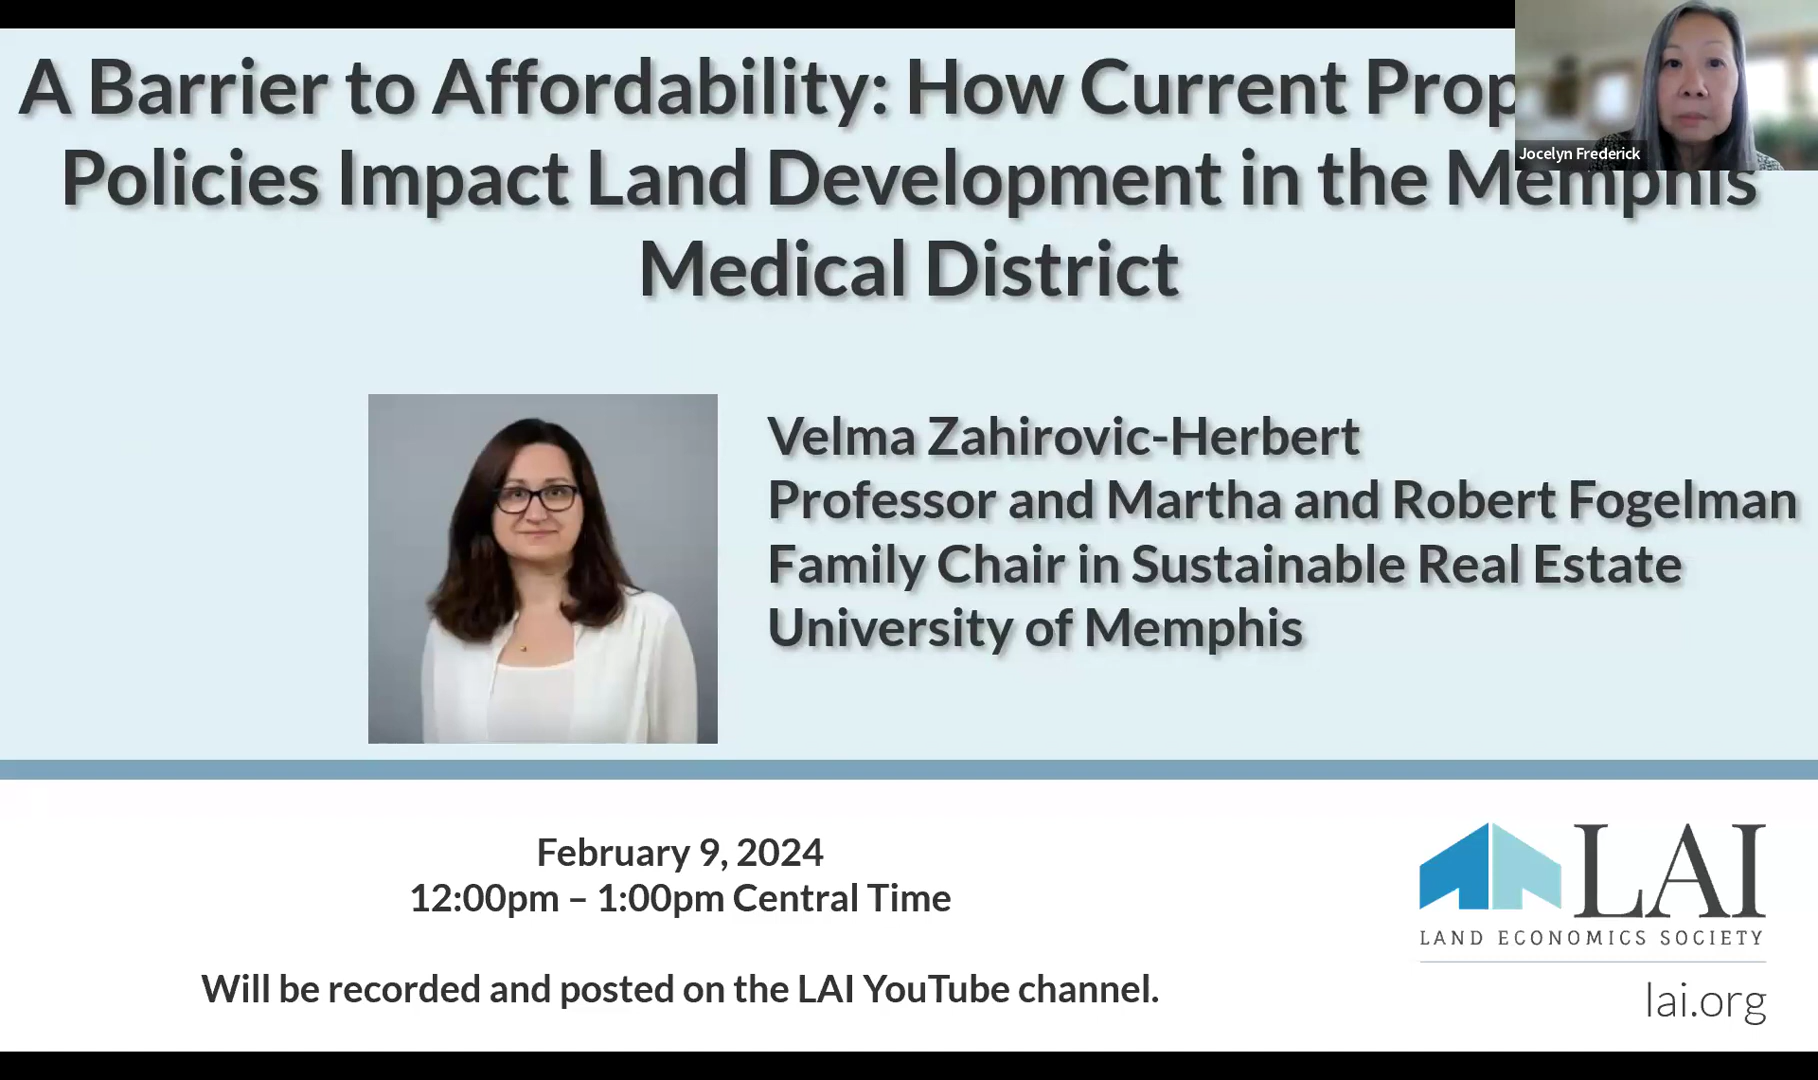 A Barrier to Affordability: How Current Prop
Policies Impact Land Development in the Memphis
Medical District
Jocelyn Frederick
Velma Zahirovic-Herbert
Professor and Martha and Robert Fogelman
Family Chair in Sustainable Real Estate
University of Memphis
February 9, 2024
12:00pm – 1:00pm Central Time
Will be recorded and posted on the LAI YouTube channel.
LAI
LAND ECONOMICS SOCIETY
lai.org